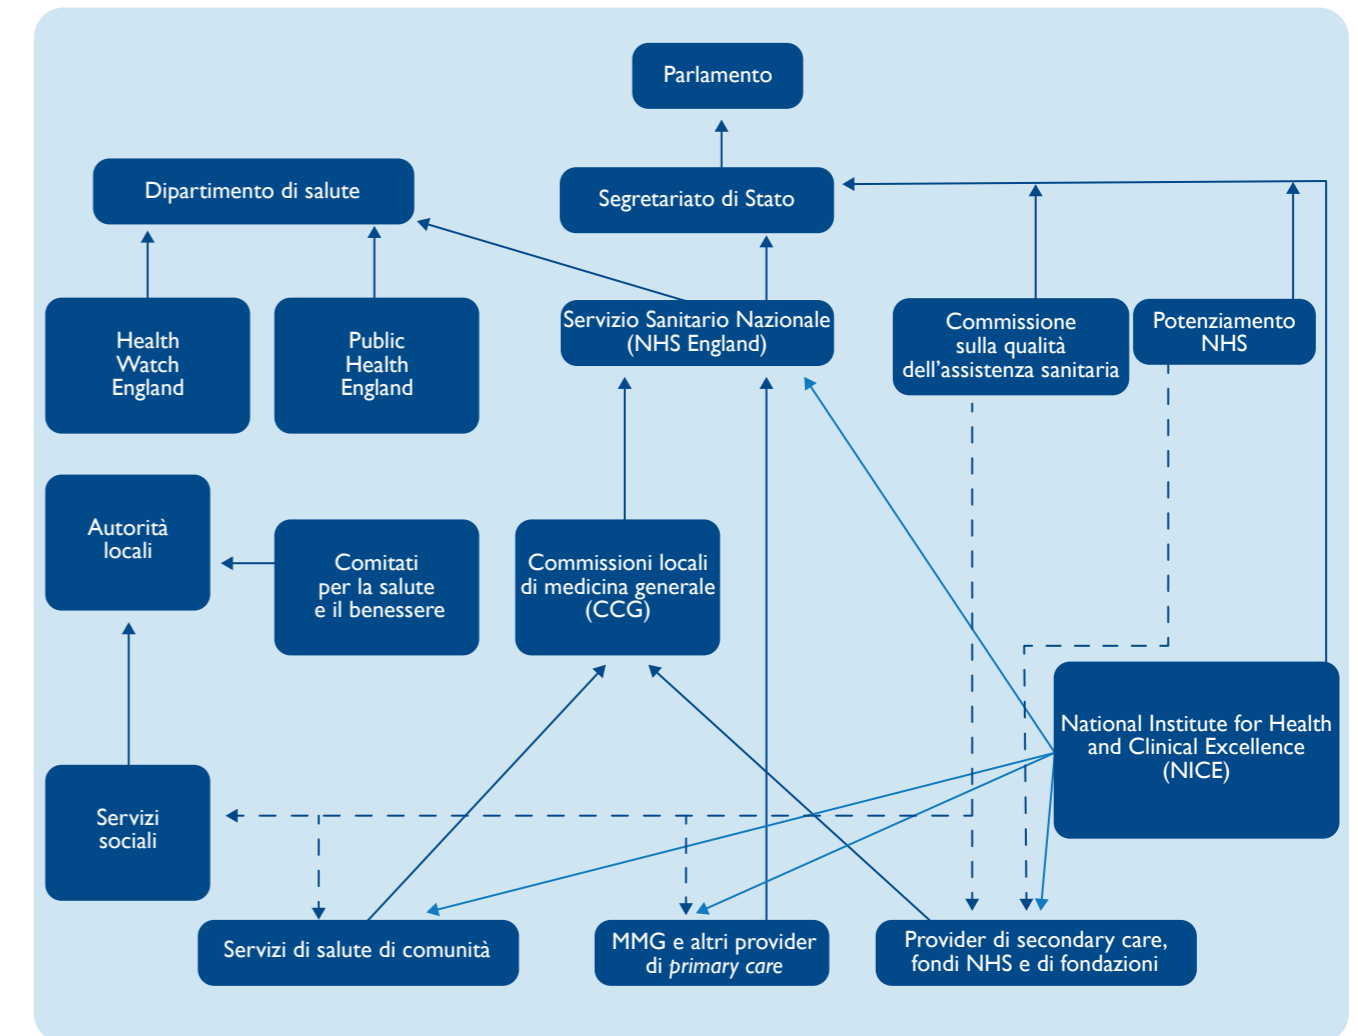 Parlamento
Dipartimento di salute
Segretariato di Stato
Health
Watch
England
Public
Health
England
Servizio Sanitario Nazionale
(NHS England)
Commissione
sulla qualità
dell’assistenza sanitaria
Potenziamento
NHS
Autorità
locali
Comitati
per la salute
e il benessere
Commissioni locali
di medicina generale
(CCG)
National Institute for Health
and Clinical Excellence
(NICE)
Servizi
sociali
Servizi di salute di comunità
MMG e altri provider
di primary care
Provider di secondary care,
fondi NHS e di fondazioni